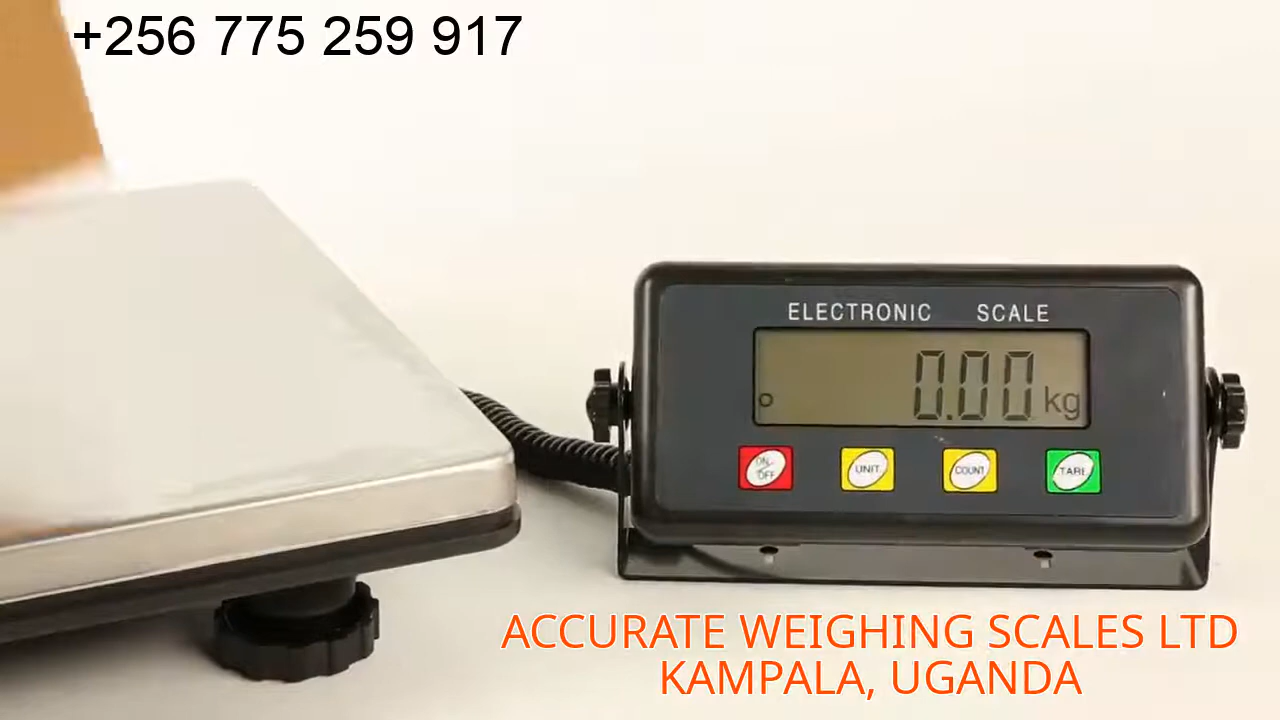 +256 775 259 917
ELECTRONIC SCALE
0.00 kg
ON OFF
UNIT
COUNT
TARE
ACCURATE WEIGHING SCALES LTD
KAMPALA, UGANDA